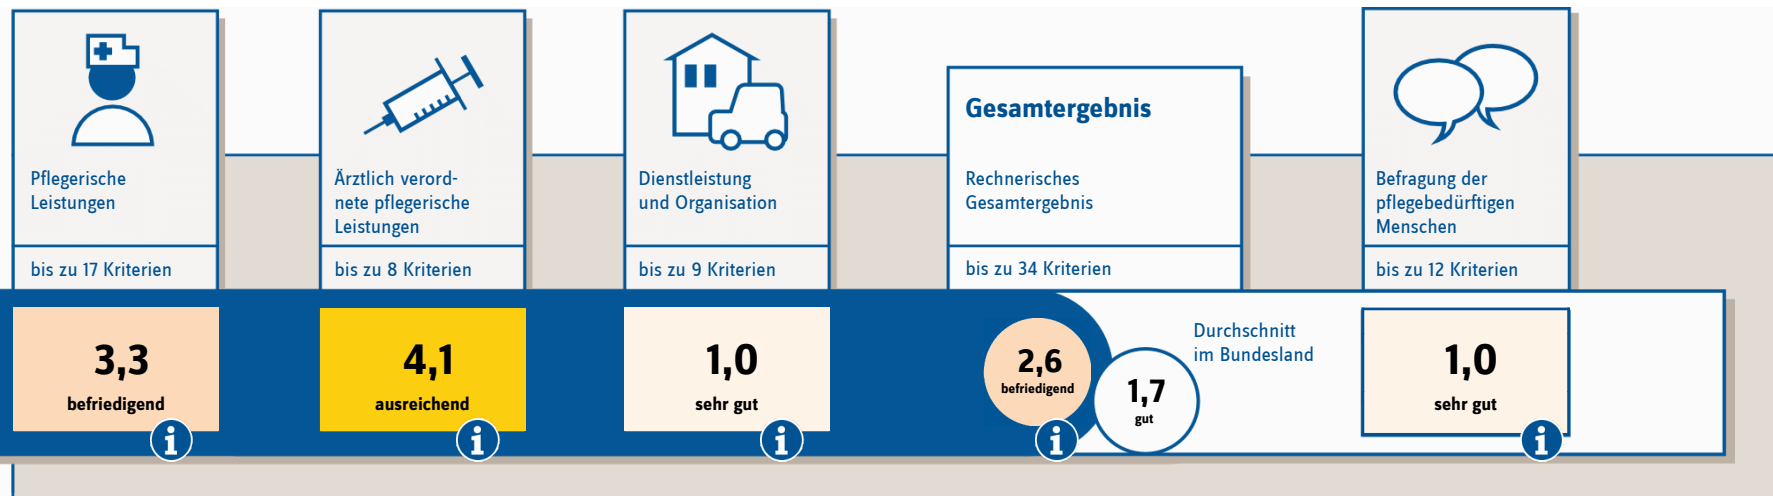 Pflegerische
Leistungen
bis zu 17 Kriterien
3,3
befriedigend
i
Ärztlich verord-
nete pflegerische
Leistungen
bis zu 8 Kriterien
4,1
ausreichend
i
Dienstleistung
und Organisation
bis zu 9 Kriterien
1,0
sehr gut
i
Gesamtergebnis
Rechnerisches
Gesamtergebnis
bis zu 34 Kriterien
2,6
befriedigend
i
1,7
gut
Durchschnitt
im Bundesland
Befragung der
pflegebedürftigen
Menschen
bis zu 12 Kriterien
1,0
sehr gut
i